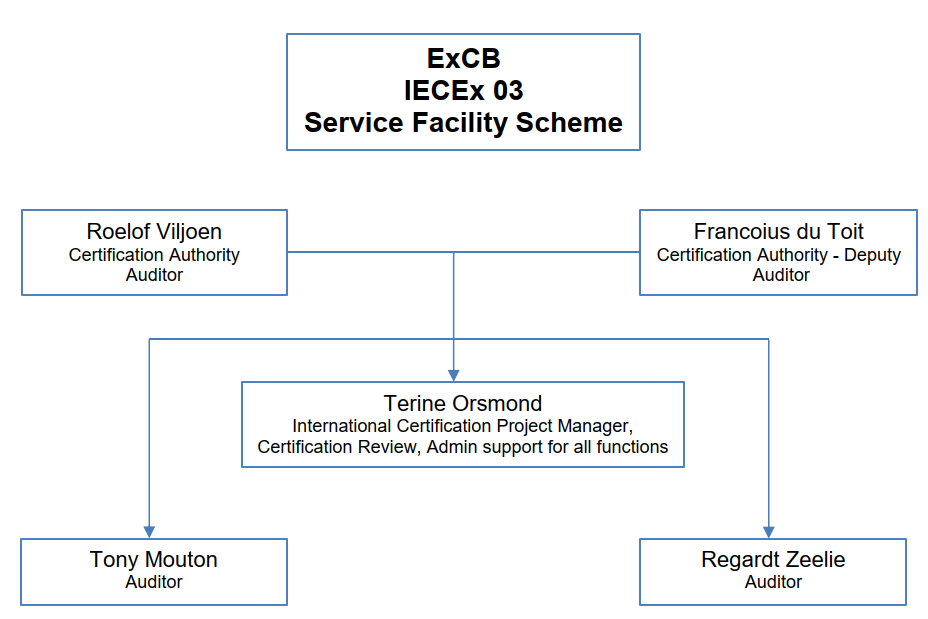 ExCB
IECEx 03
Service Facility Scheme
Roelof Viljoen
Certification Authority
Auditor
Francoius du Toit
Certification Authority - Deputy
Auditor
Terine Orsmond
International Certification Project Manager,
Certification Review, Admin support for all functions
Tony Mouton
Auditor
Regardt Zeelie
Auditor